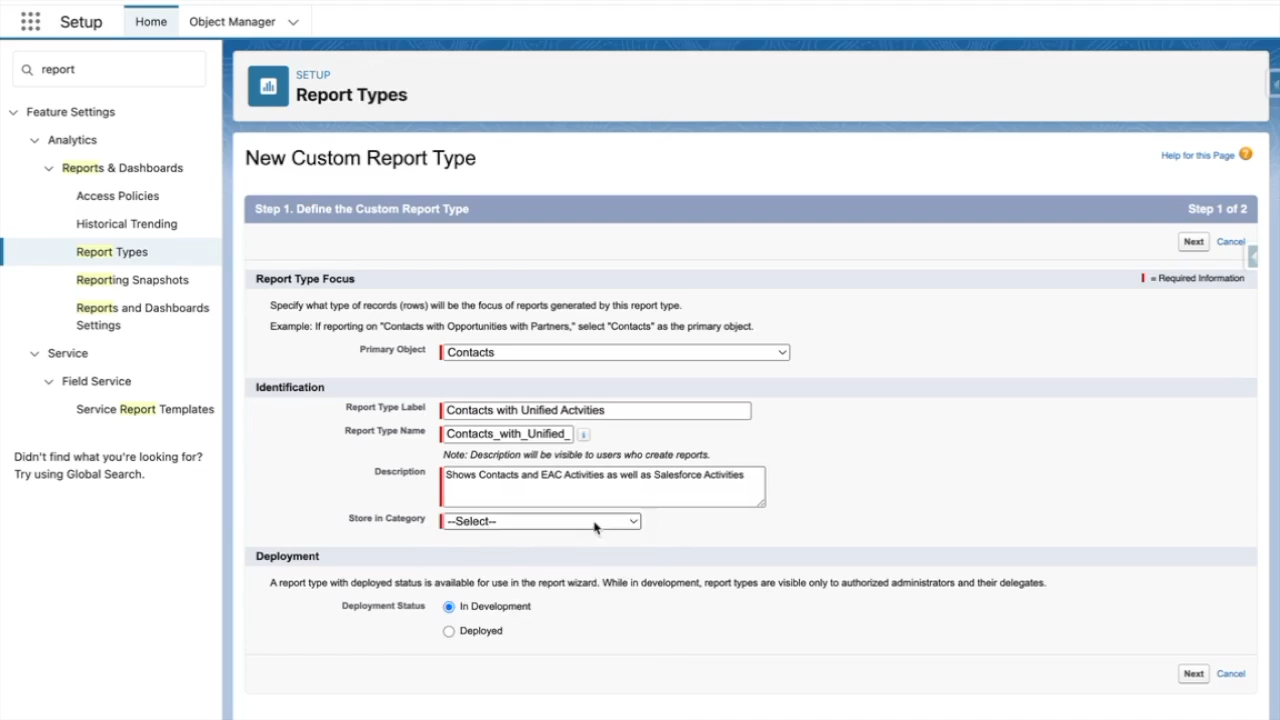 Setup
Home
Object Manager
report
Feature Settings
Analytics
Reports & Dashboards
Access Policies
Historical Trending
Report Types
Reporting Snapshots
Reports and Dashboards
Settings
Service
Field Service
Service Report Templates
Didn't find what you're looking for?
Try using Global Search.
SETUP
Report Types
New Custom Report Type
Help for this Page ?
Step 1. Define the Custom Report Type
Step 1 of 2
Next Cancel
Report Type Focus
= Required Information
Specify what type of records (rows) will be the focus of reports generated by this report type.
Example: If reporting on "Contacts with Opportunities with Partners," select "Contacts" as the primary object.
Primary Object Contacts
Identification
Report Type Label Contacts with Unified Actvities
Report Type Name Contacts_with_Unified_ i
Note: Description will be visible to users who create reports.
Description Shows Contacts and EAC Activities as well as Salesforce Activities
Store in Category --Select--
Deployment
A report type with deployed status is available for use in the report wizard. While in development, report types are visible only to authorized administrators and their delegates.
Deployment Status In Development
Deployed
Next Cancel